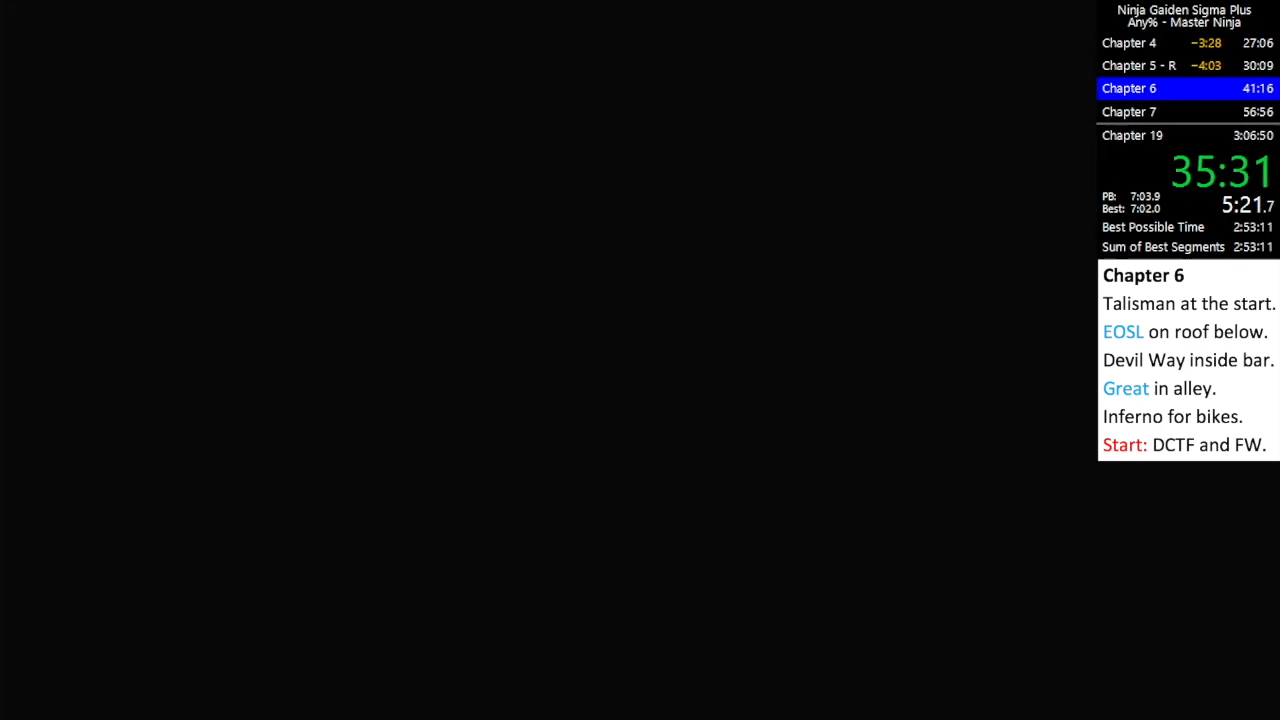 Ninja Gaiden Sigma Plus
Any% - Master Ninja
Chapter 4 −3:28 27:06
Chapter 5 - R −4:03 30:09
Chapter 6 41:16
Chapter 7 56:56
Chapter 19 3:06:50
35:31
PB: 7:03.9
Best: 7:02.0 5:21.7
Best Possible Time 2:53:11
Sum of Best Segments 2:53:11
Chapter 6
Talisman at the start.
EOSL on roof below.
Devil Way inside bar.
Great in alley.
Inferno for bikes.
Start: DCTF and FW.